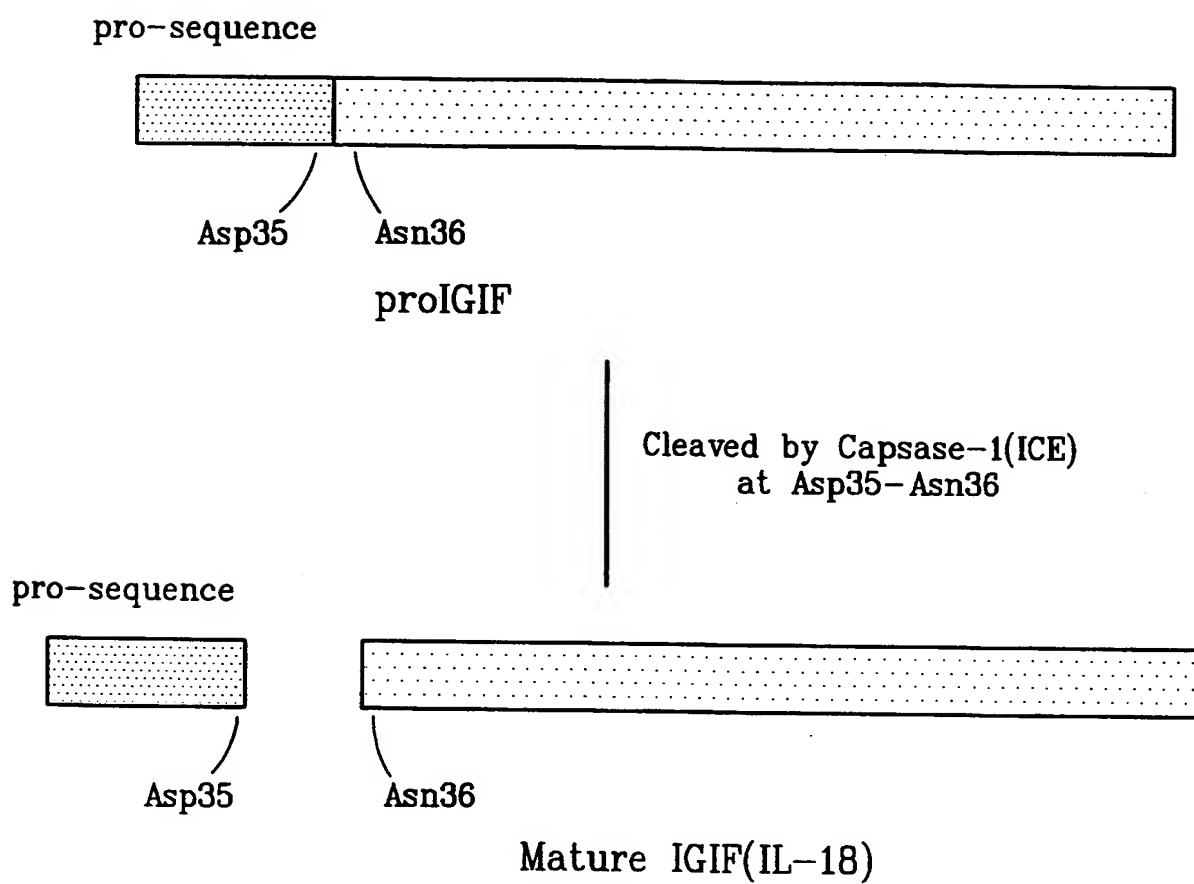 pro-sequence
Asp35
Asn36
proIGIF
Cleaved by Capsase-1(ICE)
at Asp35-Asn36
pro-sequence
Asp35
Asn36
Mature IGIF(IL-18)